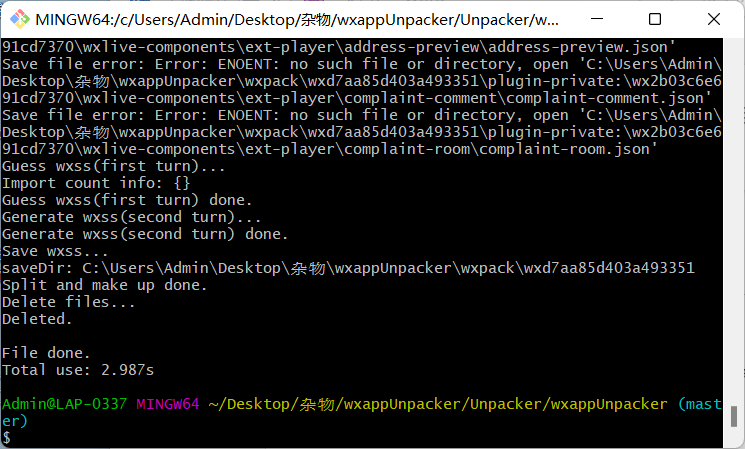 MINGW64:/c/Users/Admin/Desktop/杂物/wxappUnpacker/Unpacker/w...
91cd7370\wxlive-components\ext-player\address-preview\address-preview.json'
Save file error: Error: ENOENT: no such file or directory, open 'C:\Users\Admin\
Desktop\杂物\wxappUnpacker\wxpack\wxd7aa85d403a493351\plugin-private:\wx2b03c6e6
91cd7370\wxlive-components\ext-player\complaint-comment\complaint-comment.json'
Save file error: Error: ENOENT: no such file or directory, open 'C:\Users\Admin\
Desktop\杂物\wxappUnpacker\wxpack\wxd7aa85d403a493351\plugin-private:\wx2b03c6e6
91cd7370\wxlive-components\ext-player\complaint-room\complaint-room.json'
Guess wxss(first turn)...
Import count info: {}
Guess wxss(first turn) done.
Generate wxss(second turn)...
Generate wxss(second turn) done.
Save wxss...
saveDir: C:\Users\Admin\Desktop\杂物\wxappUnpacker\wxpack\wxd7aa85d403a493351
Split and make up done.
Delete files...
Deleted.
File done.
Total use: 2.987s
Admin@LAP-0337 MINGW64 ~/Desktop/杂物/wxappUnpacker/Unpacker/wxappUnpacker (mast
er)
$